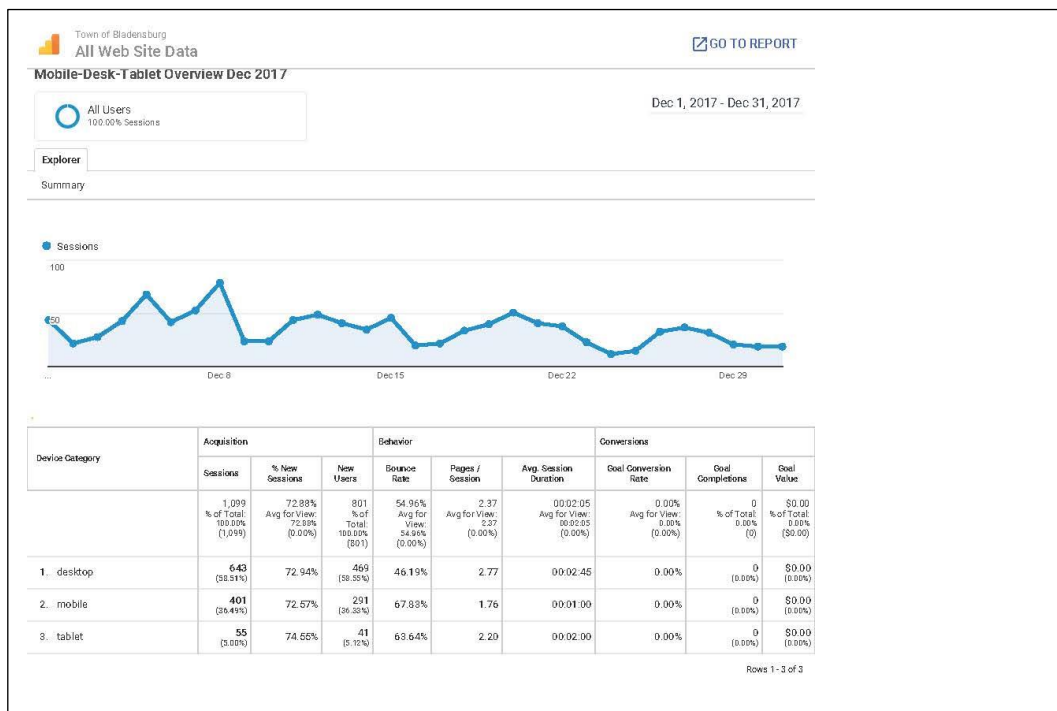 Town of Bladensburg
All Web Site Data
GO TO REPORT
Mobile-Desk-Tablet Overview Dec 2017
All Users
100.00% Sessions
Dec 1, 2017 - Dec 31, 2017
Explorer
Summary
Sessions
100
50
...
Dec 8
Dec 15
Dec 22
Dec 29
Device Category
Acquisition
Behavior
Conversions
Sessions
% New Sessions
New Users
Bounce Rate
Pages / Session
Avg. Session Duration
Goal Conversion Rate
Goal Completions
Goal Value
1,099
% of Total:
100.00%
(1,099)
72.88%
Avg for View:
72.88%
(0.00%)
801
% of
Total:
100.00%
(801)
54.96%
Avg for
View:
54.96%
(0.00%)
2.37
Avg for View:
2.37
(0.00%)
00:02:05
Avg for View:
00:02:05
(0.00%)
0.00%
Avg for View:
0.00%
(0.00%)
0
% of Total:
0.00%
(0)
$0.00
% of Total:
0.00%
($0.00)
1. desktop
643
(58.51%)
72.94%
469
(58.55%)
46.19%
2.77
00:02:45
0.00%
0
(0.00%)
$0.00
(0.00%)
2. mobile
401
(36.49%)
72.57%
291
(36.33%)
67.83%
1.76
00:01:00
0.00%
0
(0.00%)
$0.00
(0.00%)
3. tablet
55
(5.00%)
74.55%
41
(5.12%)
63.64%
2.20
00:02:00
0.00%
0
(0.00%)
$0.00
(0.00%)
Rows 1 - 3 of 3